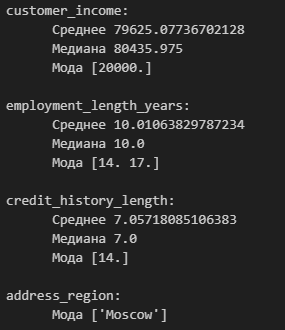 customer_income:
Среднее 79625.07736702128
Медиана 80435.975
Мода [20000.]
employment_length_years:
Среднее 10.01063829787234
Медиана 10.0
Мода [14. 17.]
credit_history_length:
Среднее 7.05718085106383
Медиана 7.0
Мода [14.]
address_region:
Мода ['Moscow']